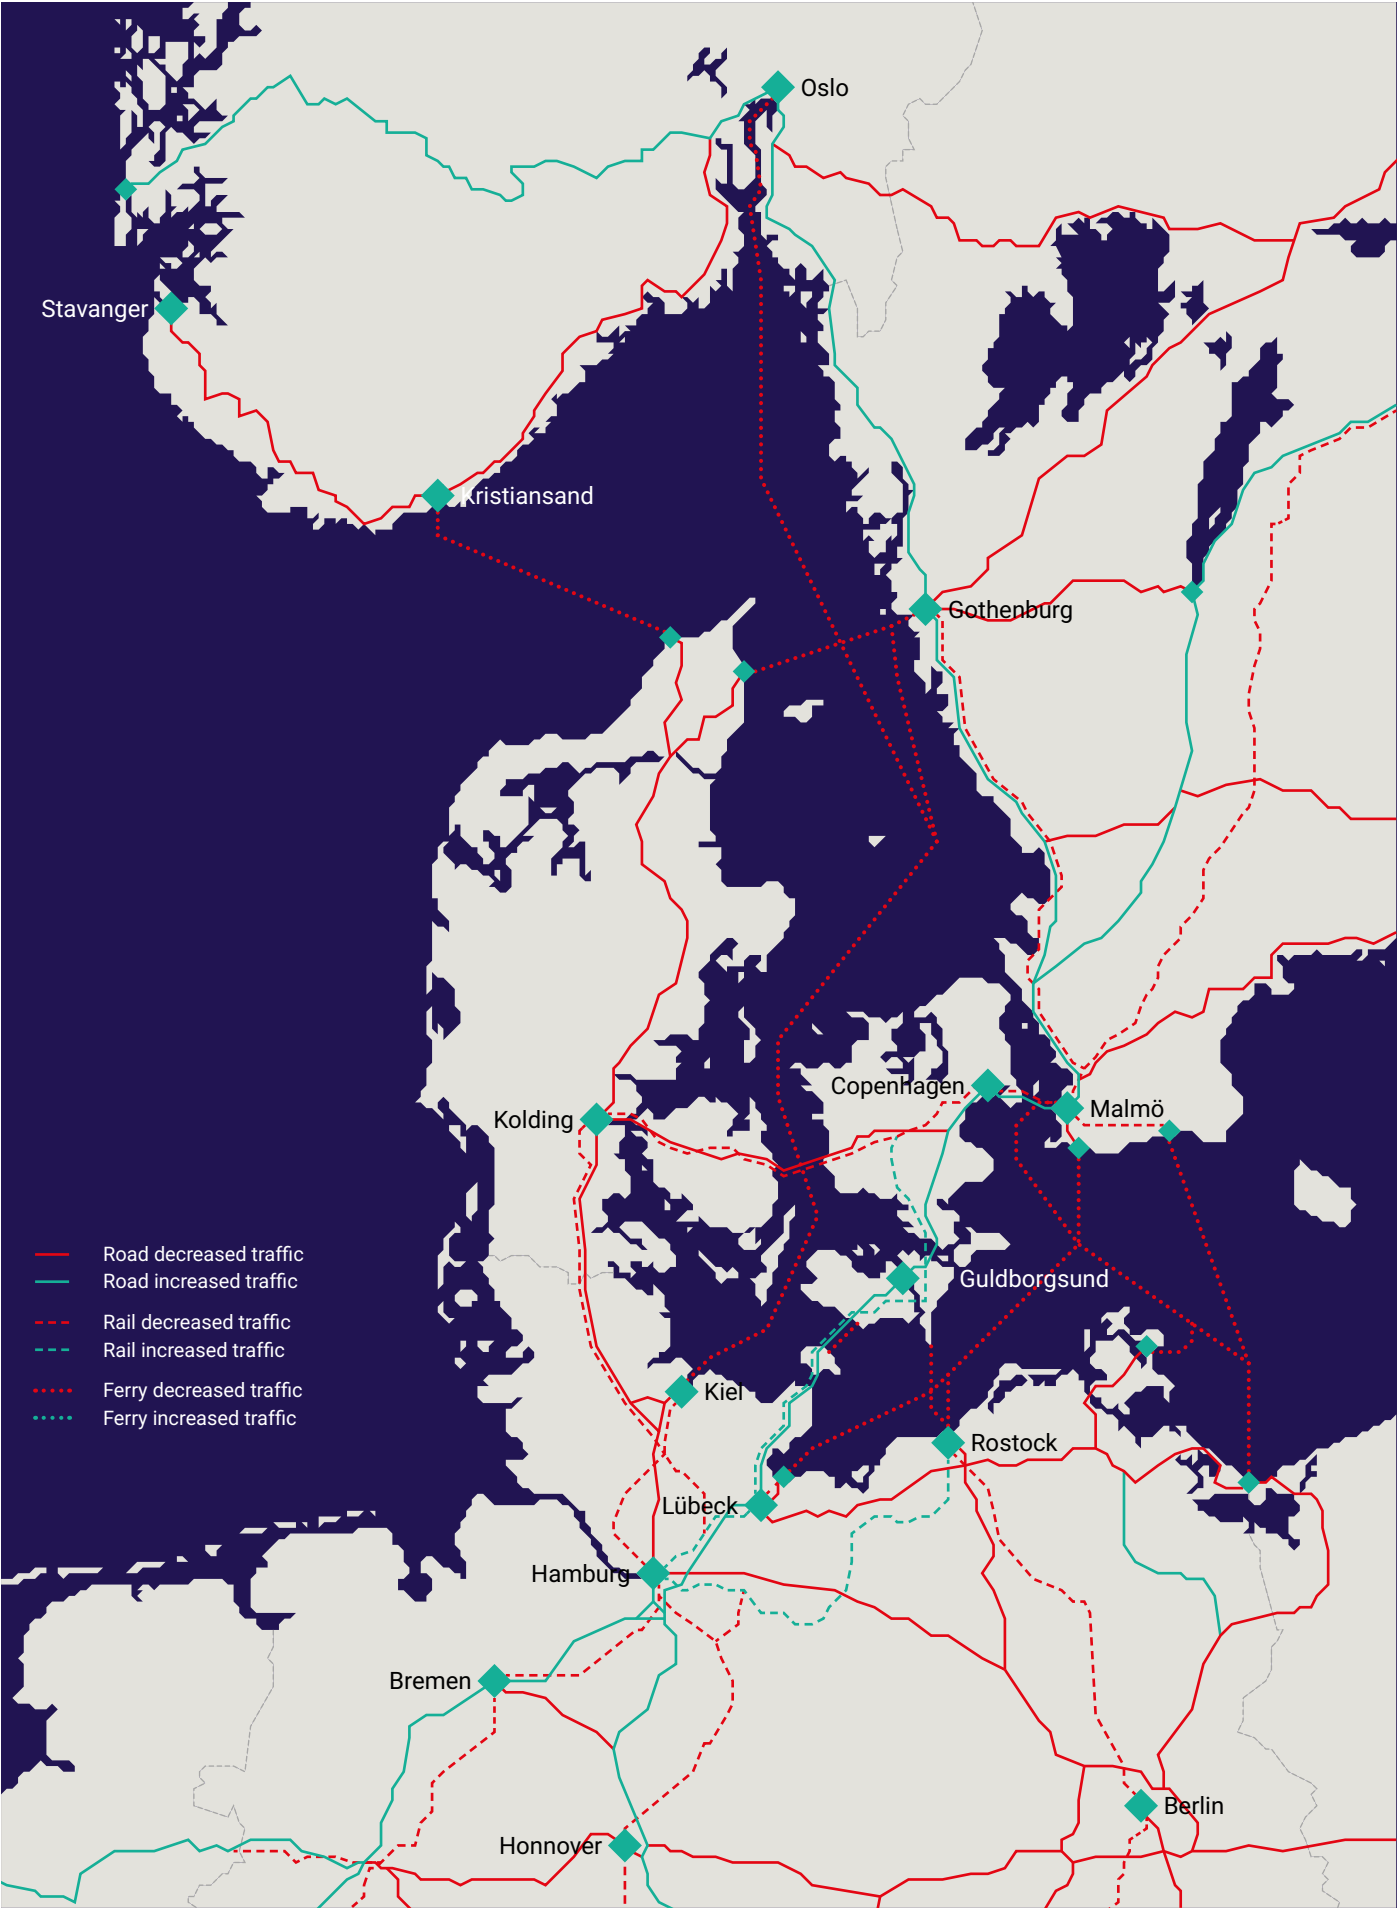 Oslo
Stavanger
Kristiansand
Gothenburg
Copenhagen
Malmö
Kolding
Road decreased traffic
Road increased traffic
Guldborgsund
Rail decreased traffic
Rail increased traffic
Ferry decreased traffic
Ferry increased traffic
Kiel
Rostock
Lübeck
Hamburg
Bremen
Berlin
Honnover